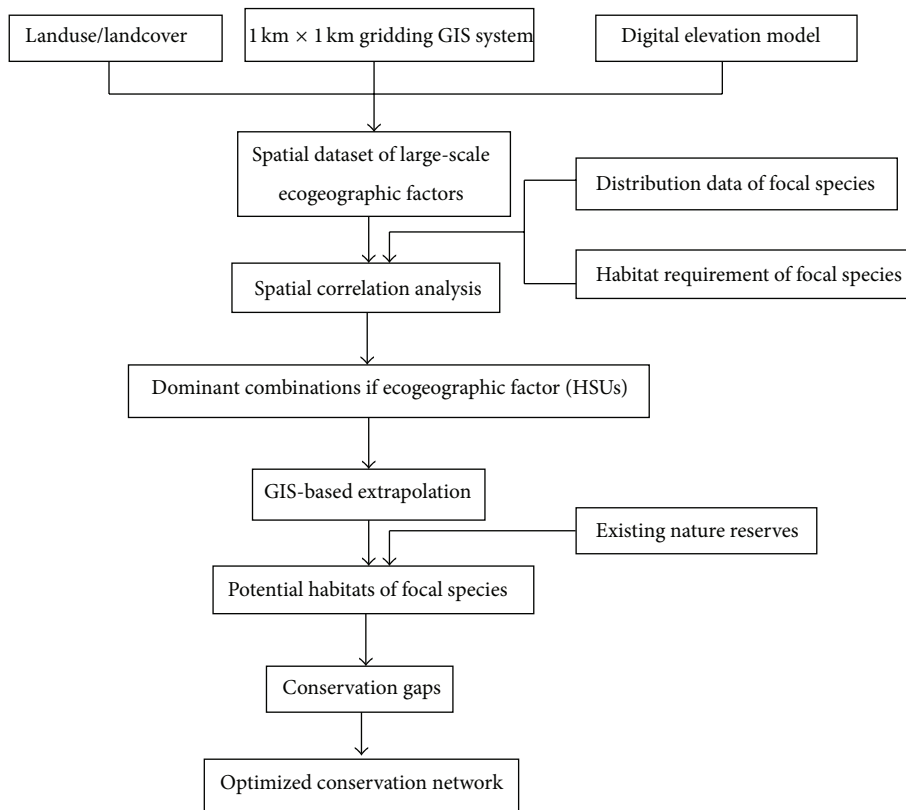 Landuse/landcover
1 km × 1 km gridding GIS system
Digital elevation model
Spatial dataset of large-scale
ecogeographic factors
Distribution data of focal species
Habitat requirement of focal species
Spatial correlation analysis
Dominant combinations if ecogeographic factor (HSUs)
GIS-based extrapolation
Existing nature reserves
Potential habitats of focal species
Conservation gaps
Optimized conservation network